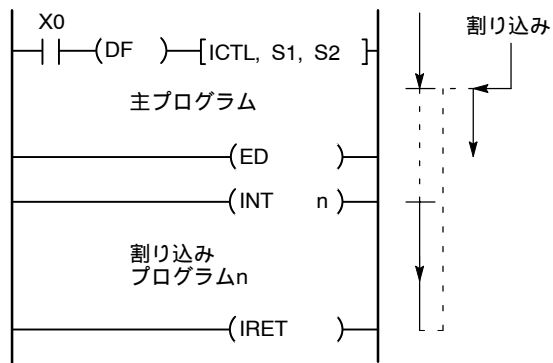 X0
(DF )
[ICTL, S1, S2 ]
割り込み
主プログラム
(ED )
(INT n )
割り込み
プログラムn
(IRET )